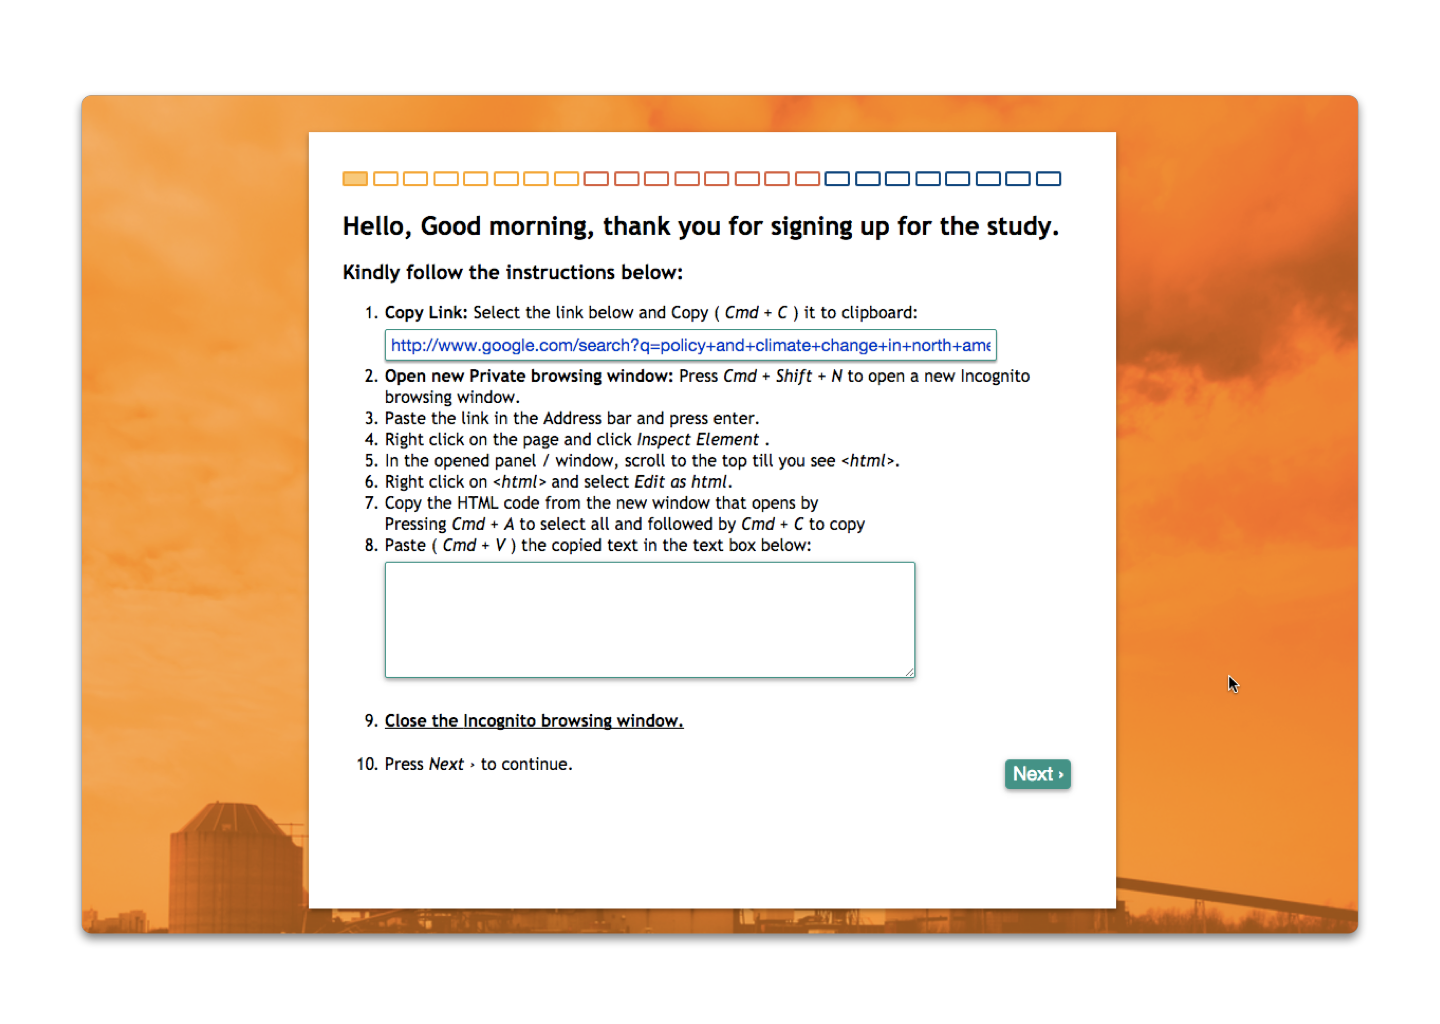 Hello, Good morning, thank you for signing up for the study.
Kindly follow the instructions below:
1. Copy Link: Select the link below and Copy ( Cmd + C ) it to clipboard:
http://www.google.com/search?q=policy+and+climate+change+in+north+ame
2. Open new Private browsing window: Press Cmd + Shift + N to open a new Incognito
browsing window.
3. Paste the link in the Address bar and press enter.
4. Right click on the page and click Inspect Element .
5. In the opened panel / window, scroll to the top till you see <html>.
6. Right click on <html> and select Edit as html.
7. Copy the HTML code from the new window that opens by
Pressing Cmd + A to select all and followed by Cmd + C to copy
8. Paste ( Cmd + V ) the copied text in the text box below:
9. Close the Incognito browsing window.
10. Press Next › to continue.
Next ›